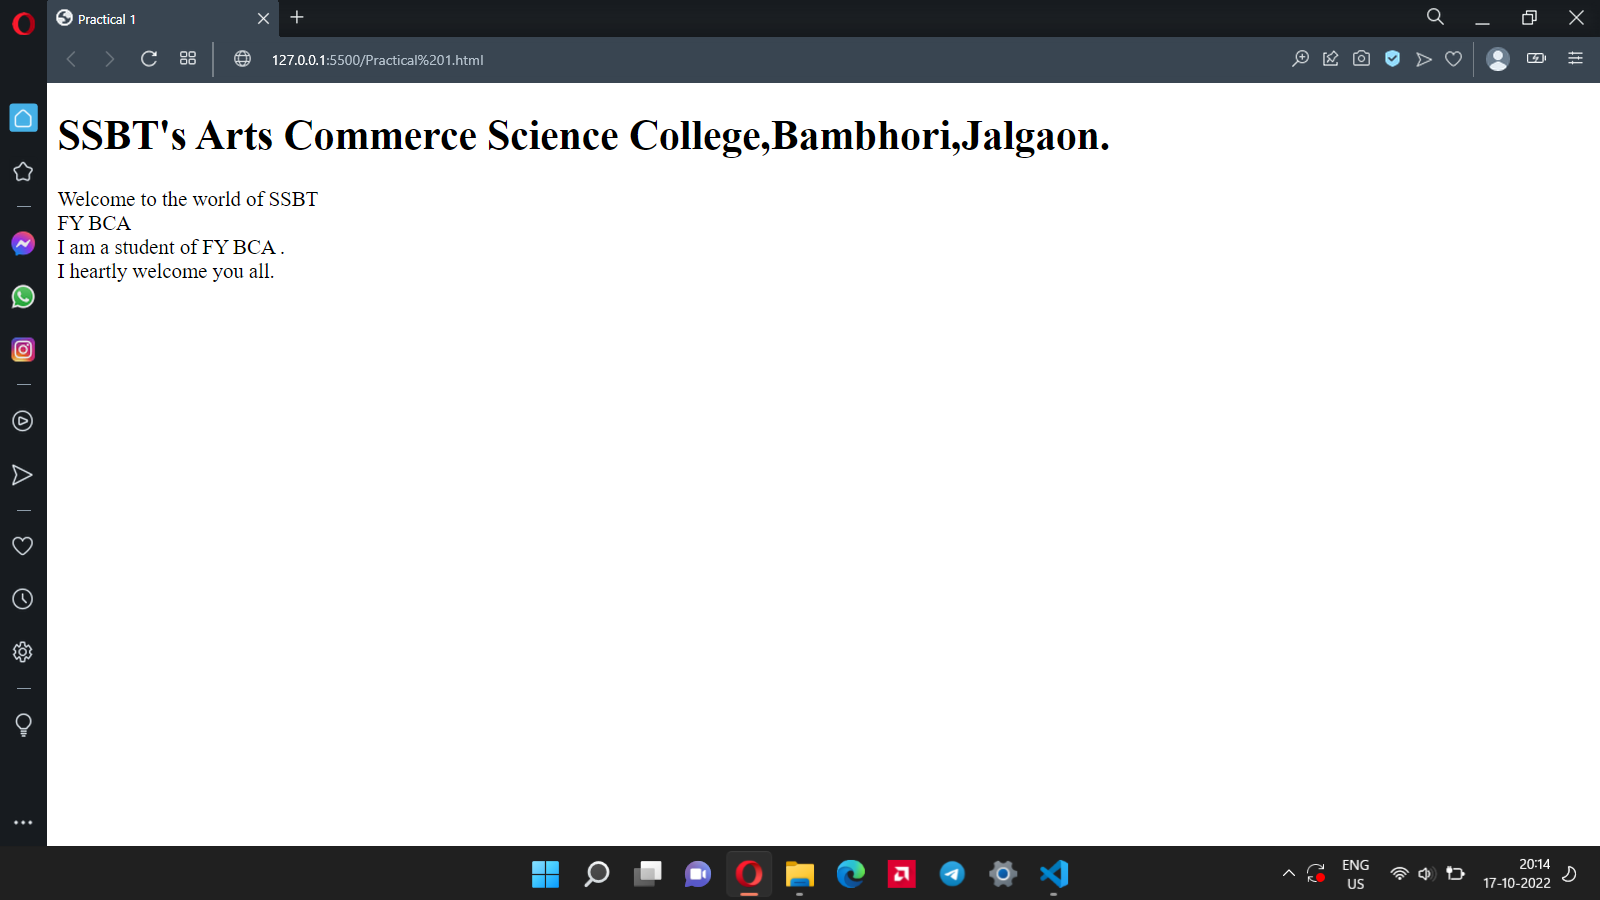 Practical 1
127.0.0.1:5500/Practical%201.html
SSBT's Arts Commerce Science College,Bambhori,Jalgaon.
Welcome to the world of SSBT
FY BCA
I am a student of FY BCA .
I heartly welcome you all.
ENG
US
20:14
17-10-2022